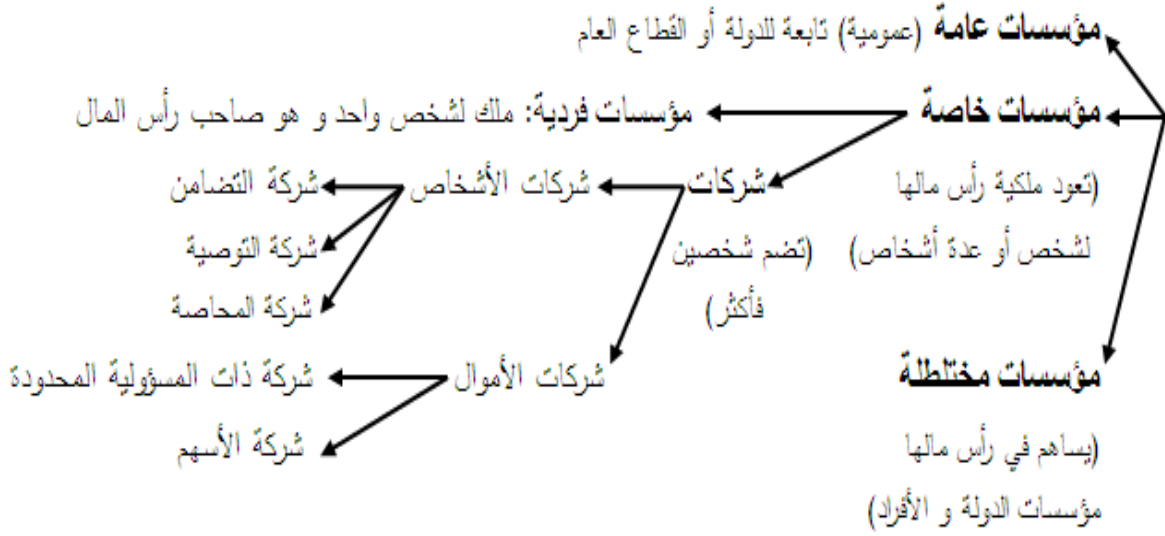 مؤسسات عامة (عمومية) تابعة للدولة أو القطاع العام
مؤسسات خاصة مؤسسات فردية: ملك لشخص واحد و هو صاحب رأس المال
(تعود ملكية رأس مالها شركات شركات الأشخاص شركة التضامن
لشخص أو عدة أشخاص) (تضم شخصين شركة التوصية
فأكثر) شركة المحاصة
مؤسسات مختلطلة شركات الأموال شركة ذات المسؤولية المحدودة
(يساهم في رأس مالها شركة الأسهم
مؤسسات الدولة و الأفراد)